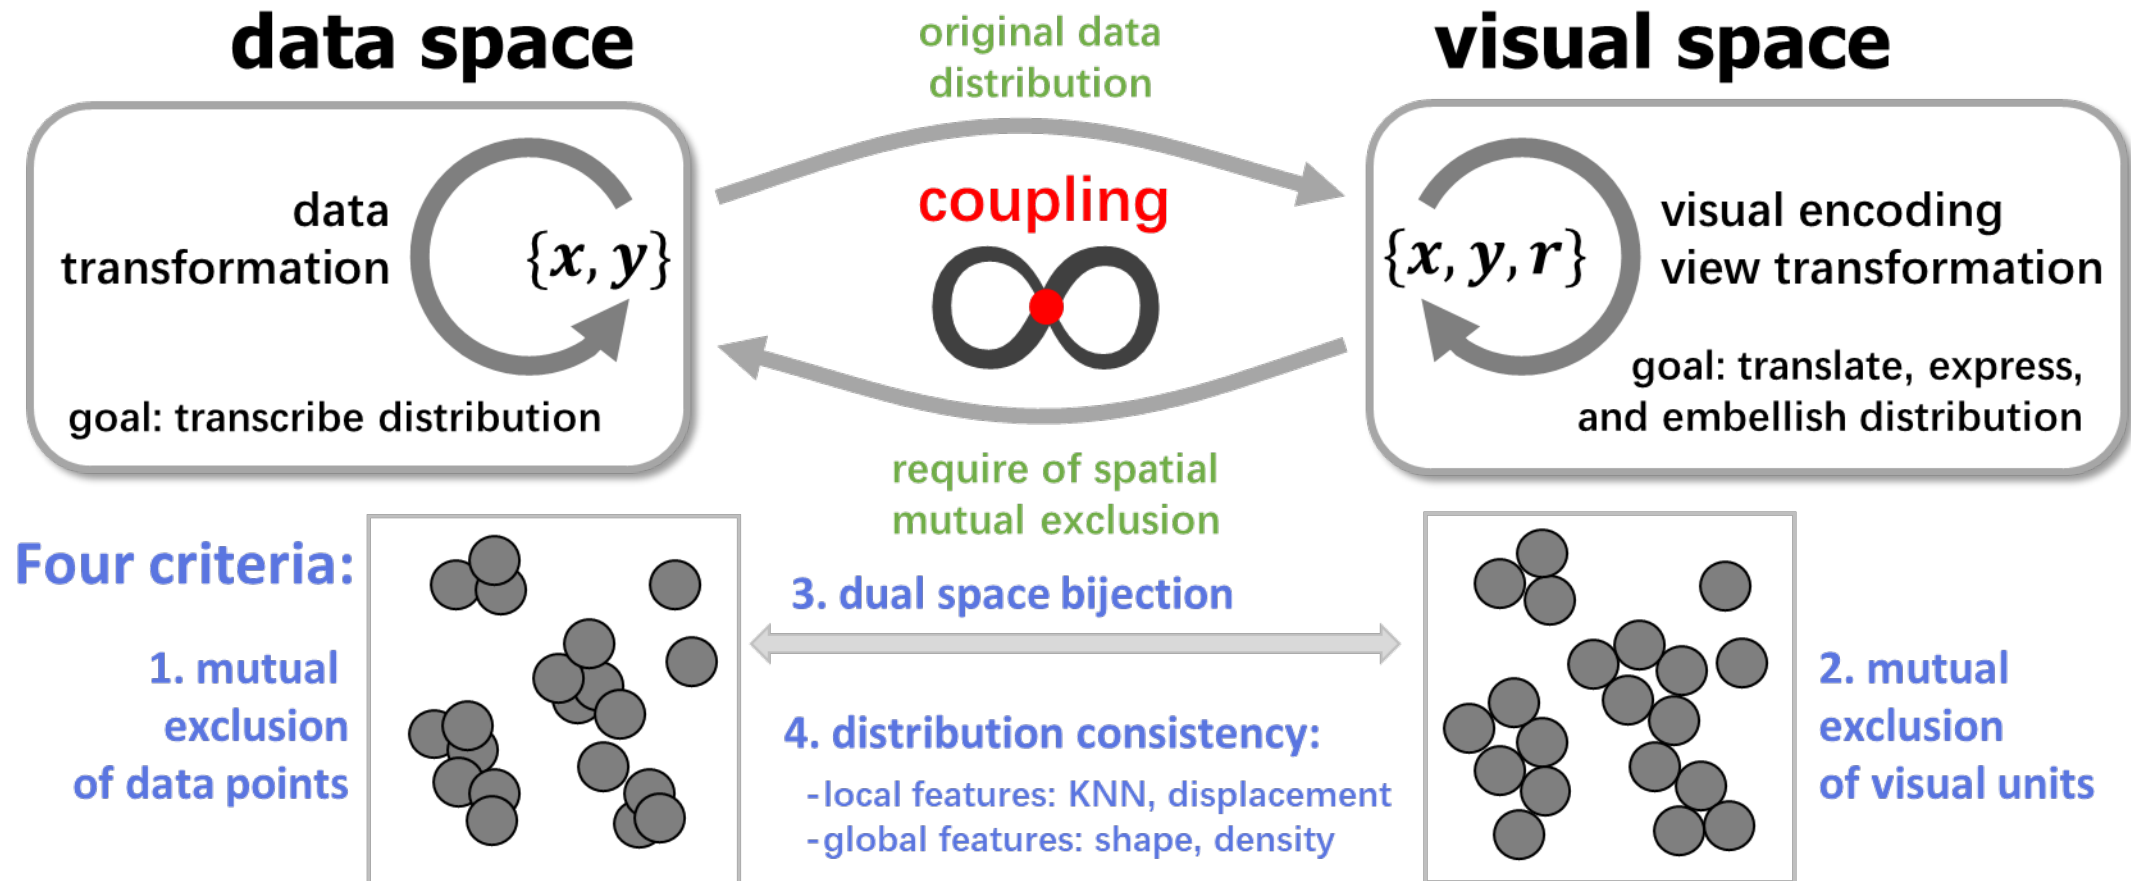 data space
original data
distribution
visual space
data
transformation
{x, y}
goal: transcribe distribution
coupling
{x, y, r}
visual encoding
view transformation
goal: translate, express,
and embellish distribution
require of spatial
mutual exclusion
Four criteria:
1. mutual
exclusion
of data points
3. dual space bijection
4. distribution consistency:
-local features: KNN, displacement
-global features: shape, density
2. mutual
exclusion
of visual units